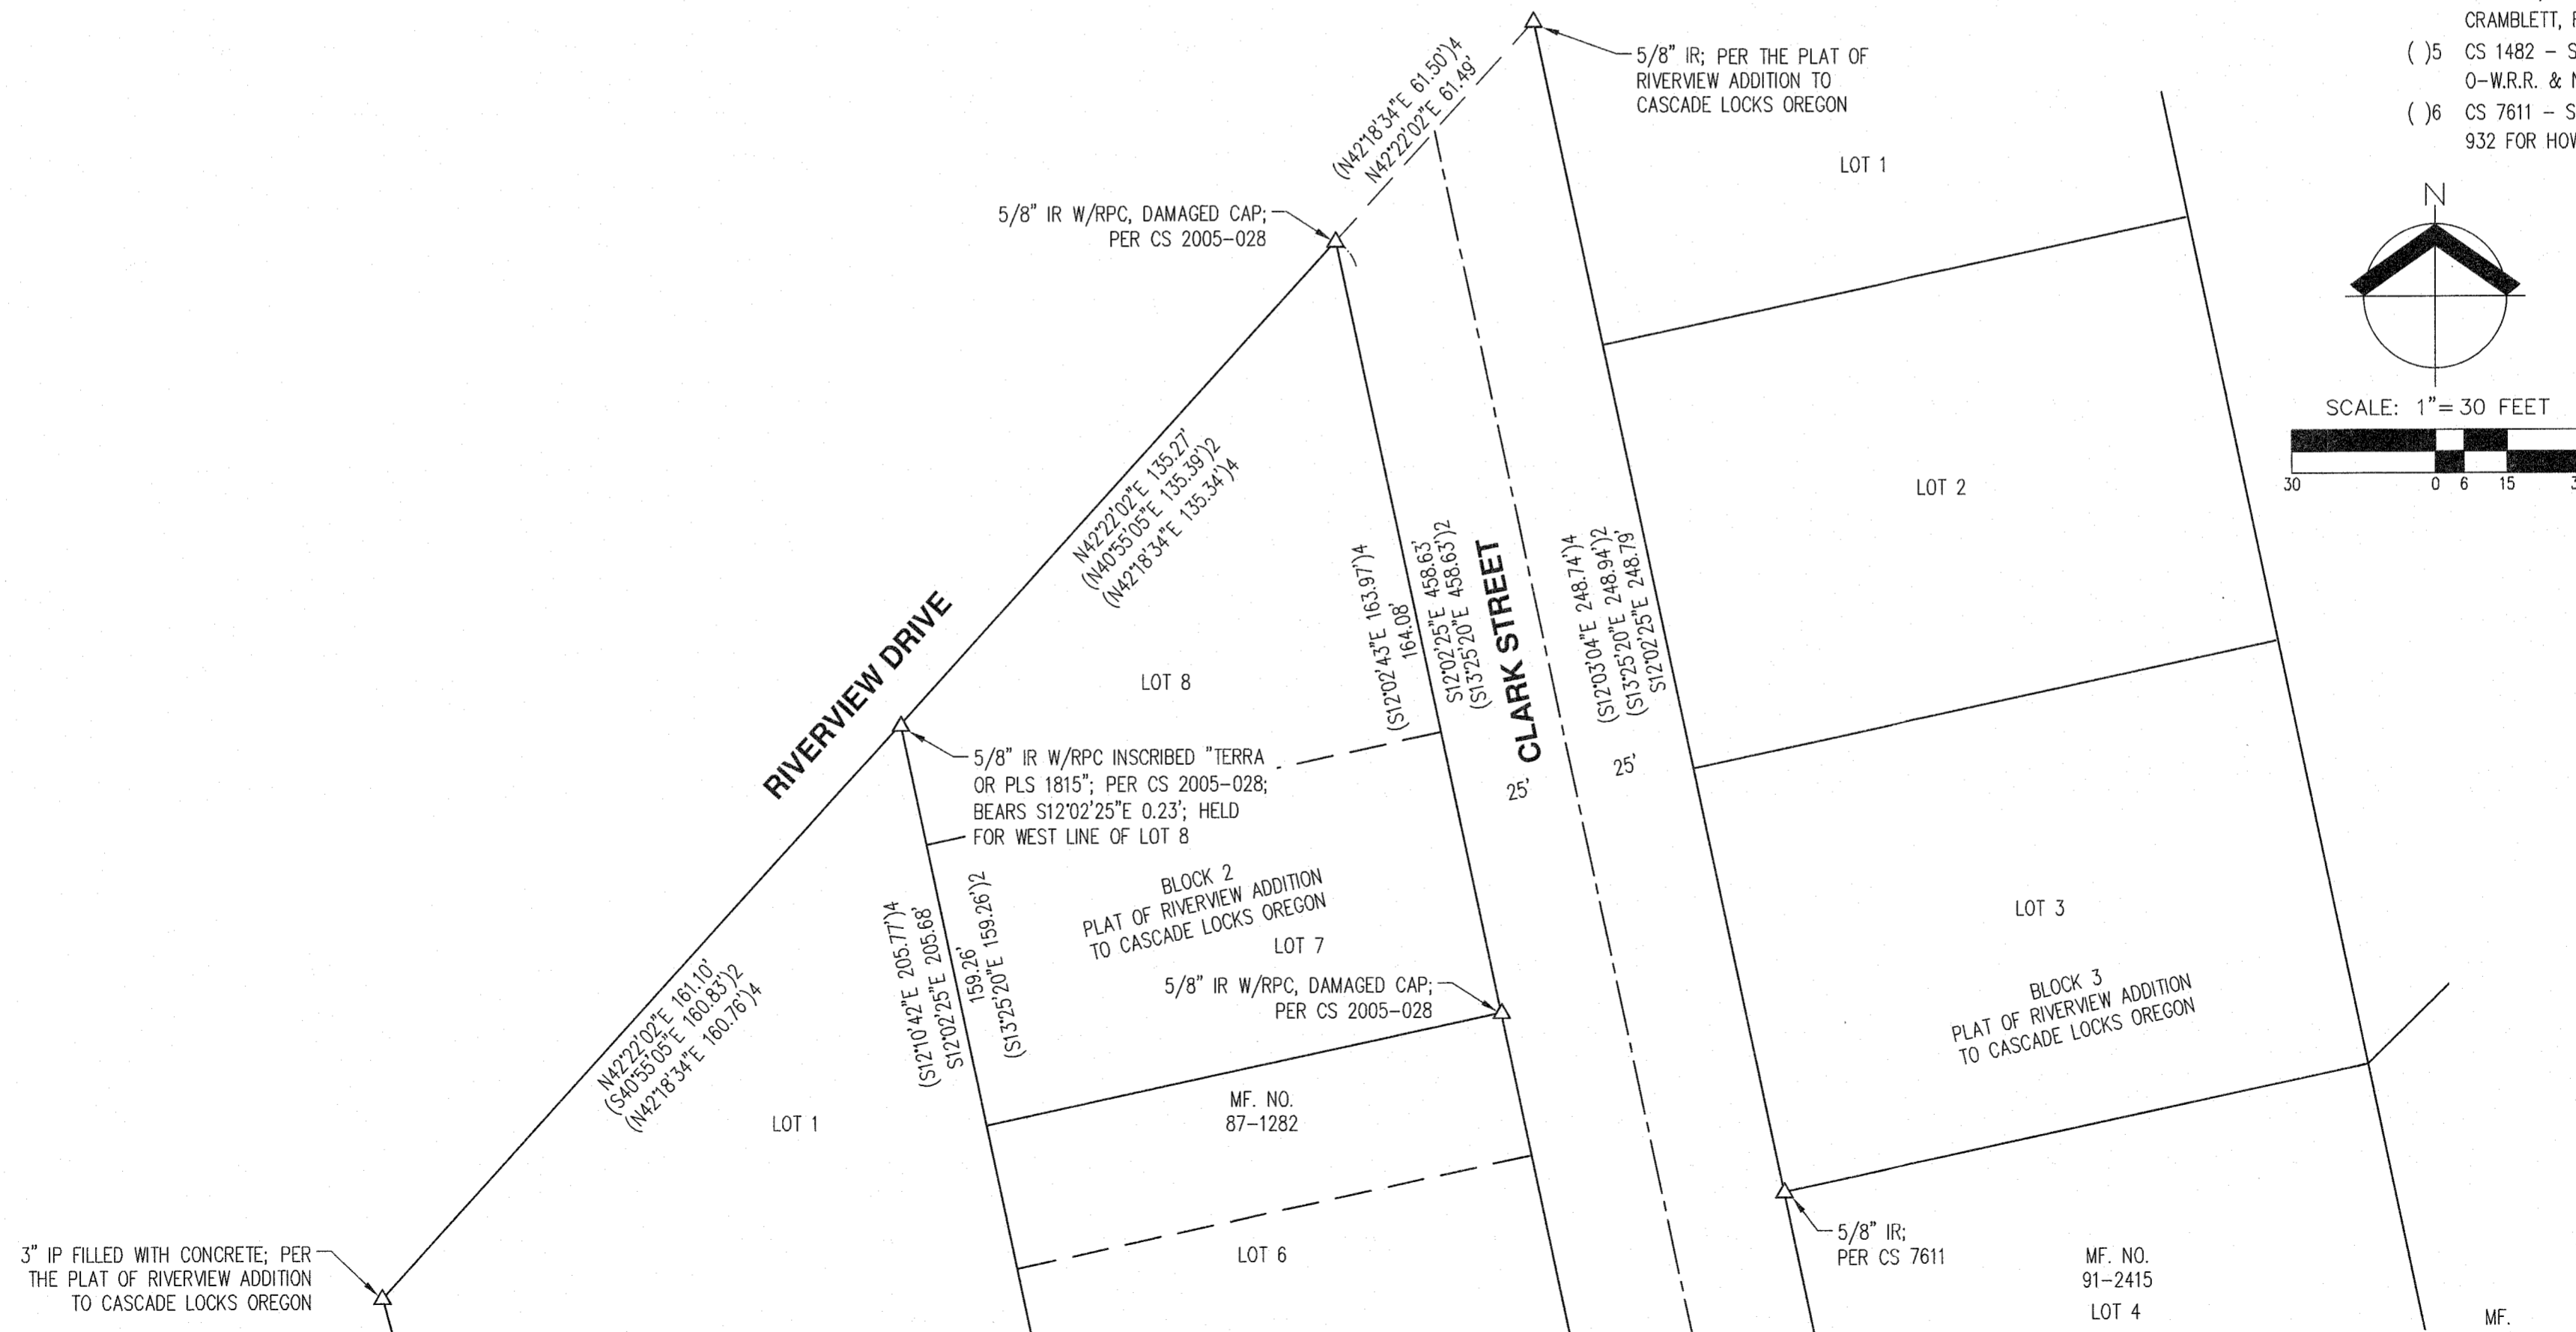 CRAMBLETT,
( )5 CS 1482 –
O-W.R.R. &
( )6 CS 7611 –
932 FOR
N
SCALE: 1"= 30 FEET
30 0 6 15
5/8" IR; PER THE PLAT OF
RIVERVIEW ADDITION TO
CASCADE LOCKS OREGON
(N42°18'34"E 61.50')4
N42°22'02"E 61.49'
5/8" IR W/RPC, DAMAGED CAP;
PER CS 2005-028
LOT 1
LOT 2
N42°22'02"E 135.27'
(N40°55'05"E 135.39')2
(N42°18'34"E 135.34')4
RIVERVIEW DRIVE
LOT 8
(S12°02'43"E 163.97')4
164.08'
S12°02'25"E 458.63'
(S13°25'20"E 458.63')2
CLARK STREET
(S12°03'04"E 248.74')4
(S13°25'20"E 248.94')2
S12°02'25"E 248.79'
25'
25'
5/8" IR W/RPC INSCRIBED "TERRA
OR PLS 1815"; PER CS 2005-028;
BEARS S12°02'25"E 0.23'; HELD
FOR WEST LINE OF LOT 8
BLOCK 2
PLAT OF RIVERVIEW ADDITION
TO CASCADE LOCKS OREGON
LOT 7
5/8" IR W/RPC, DAMAGED CAP;
PER CS 2005-028
LOT 3
BLOCK 3
PLAT OF RIVERVIEW ADDITION
TO CASCADE LOCKS OREGON
(S12°10'42"E 205.77')4
S12°02'25"E 205.68'
159.26'
(S13°25'20"E 159.26')2
N42°22'02"E 161.10'
(S40°55'05"E 160.83')2
(N42°18'34"E 160.76')4
LOT 1
MF. NO.
87-1282
LOT 6
3" IP FILLED WITH CONCRETE; PER
THE PLAT OF RIVERVIEW ADDITION
TO CASCADE LOCKS OREGON
5/8" IR;
PER CS 7611
MF. NO.
91-2415
LOT 4
MF.